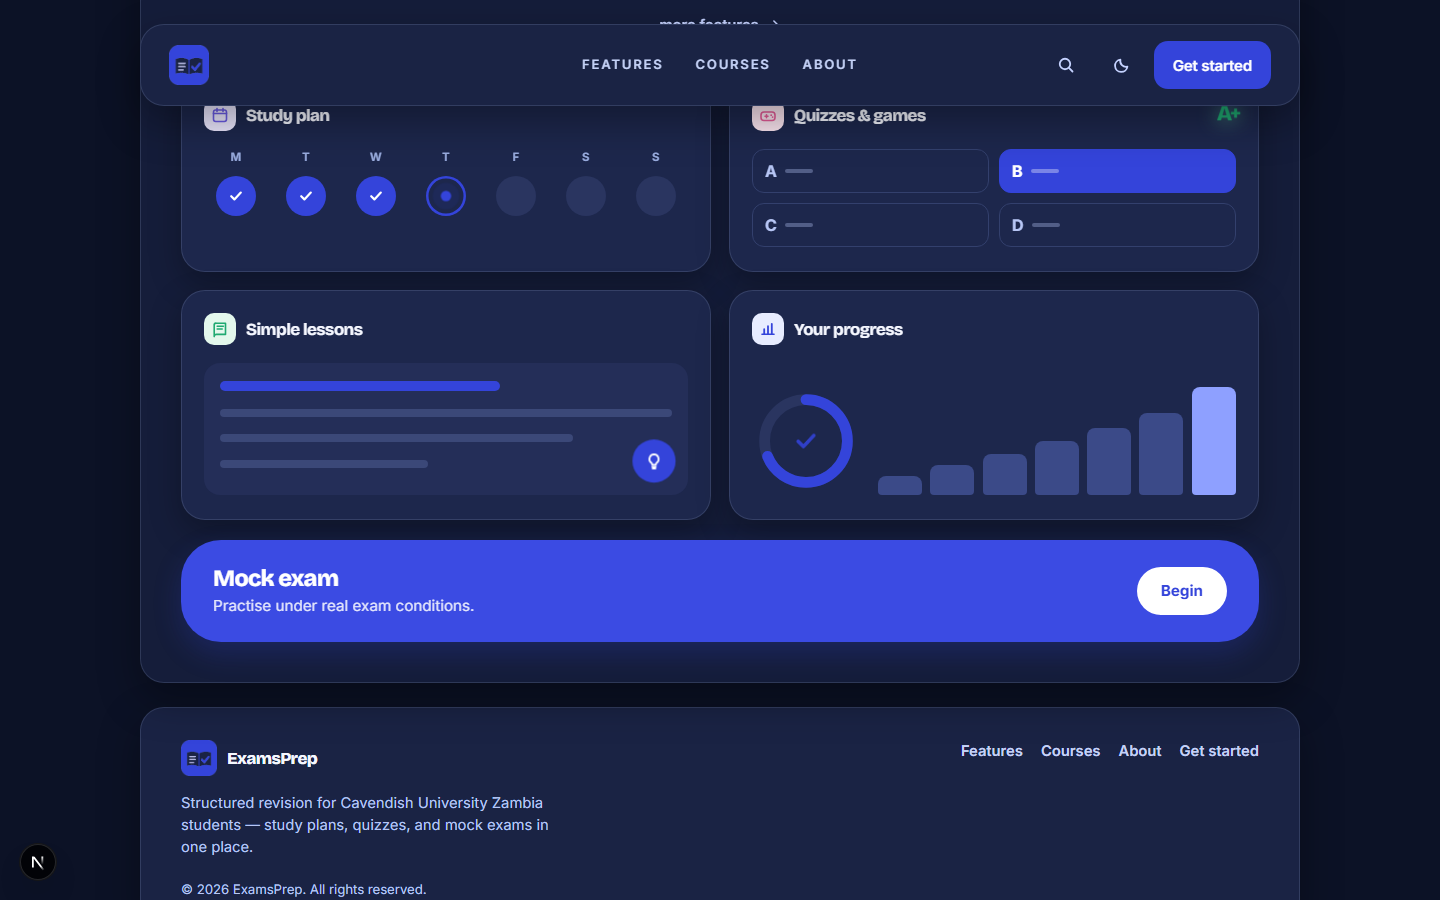 more features
FEATURES COURSES ABOUT Get started
Study plan
M T W T F S S
Quizzes & games A+
A B
C D
Simple lessons
Your progress
Mock exam
Practise under real exam conditions.
Begin
ExamsPrep
Features Courses About Get started
Structured revision for Cavendish University Zambia
students — study plans, quizzes, and mock exams in
one place.
N
© 2026 ExamsPrep. All rights reserved.